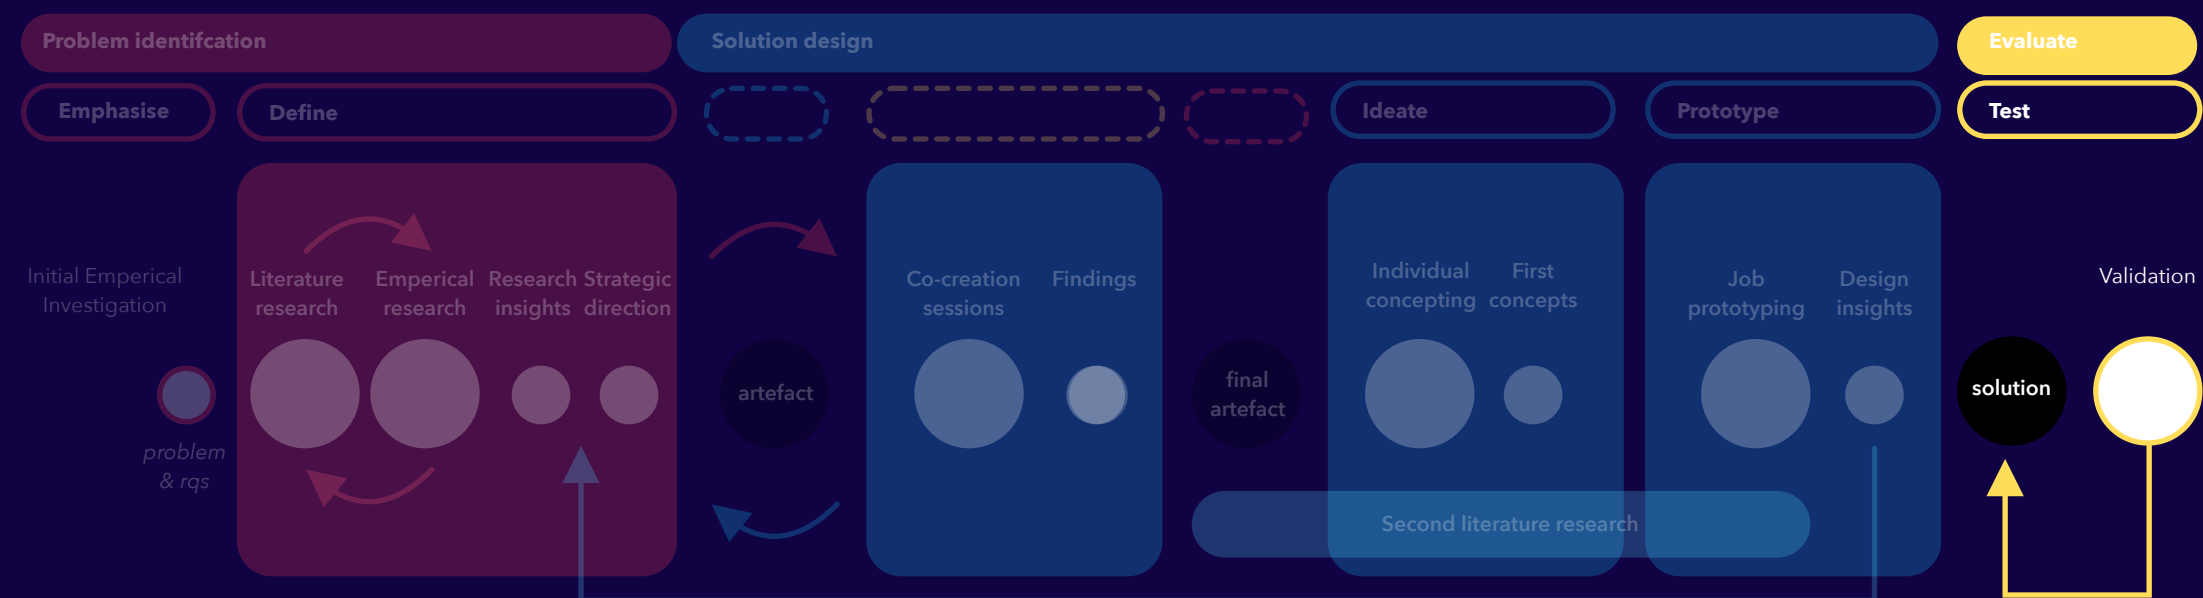 Problem identifcation
Solution design
Evaluate
Emphasise
Define
Ideate
Prototype
Test
Initial Emperical
Investigation
Literature
research
Emperical
research
Research
insights
Strategic
direction
Co-creation
sessions
Findings
Individual
concepting
First
concepts
Job
prototyping
Design
insights
Validation
artefact
final
artefact
solution
problem
& rqs
Second literature research